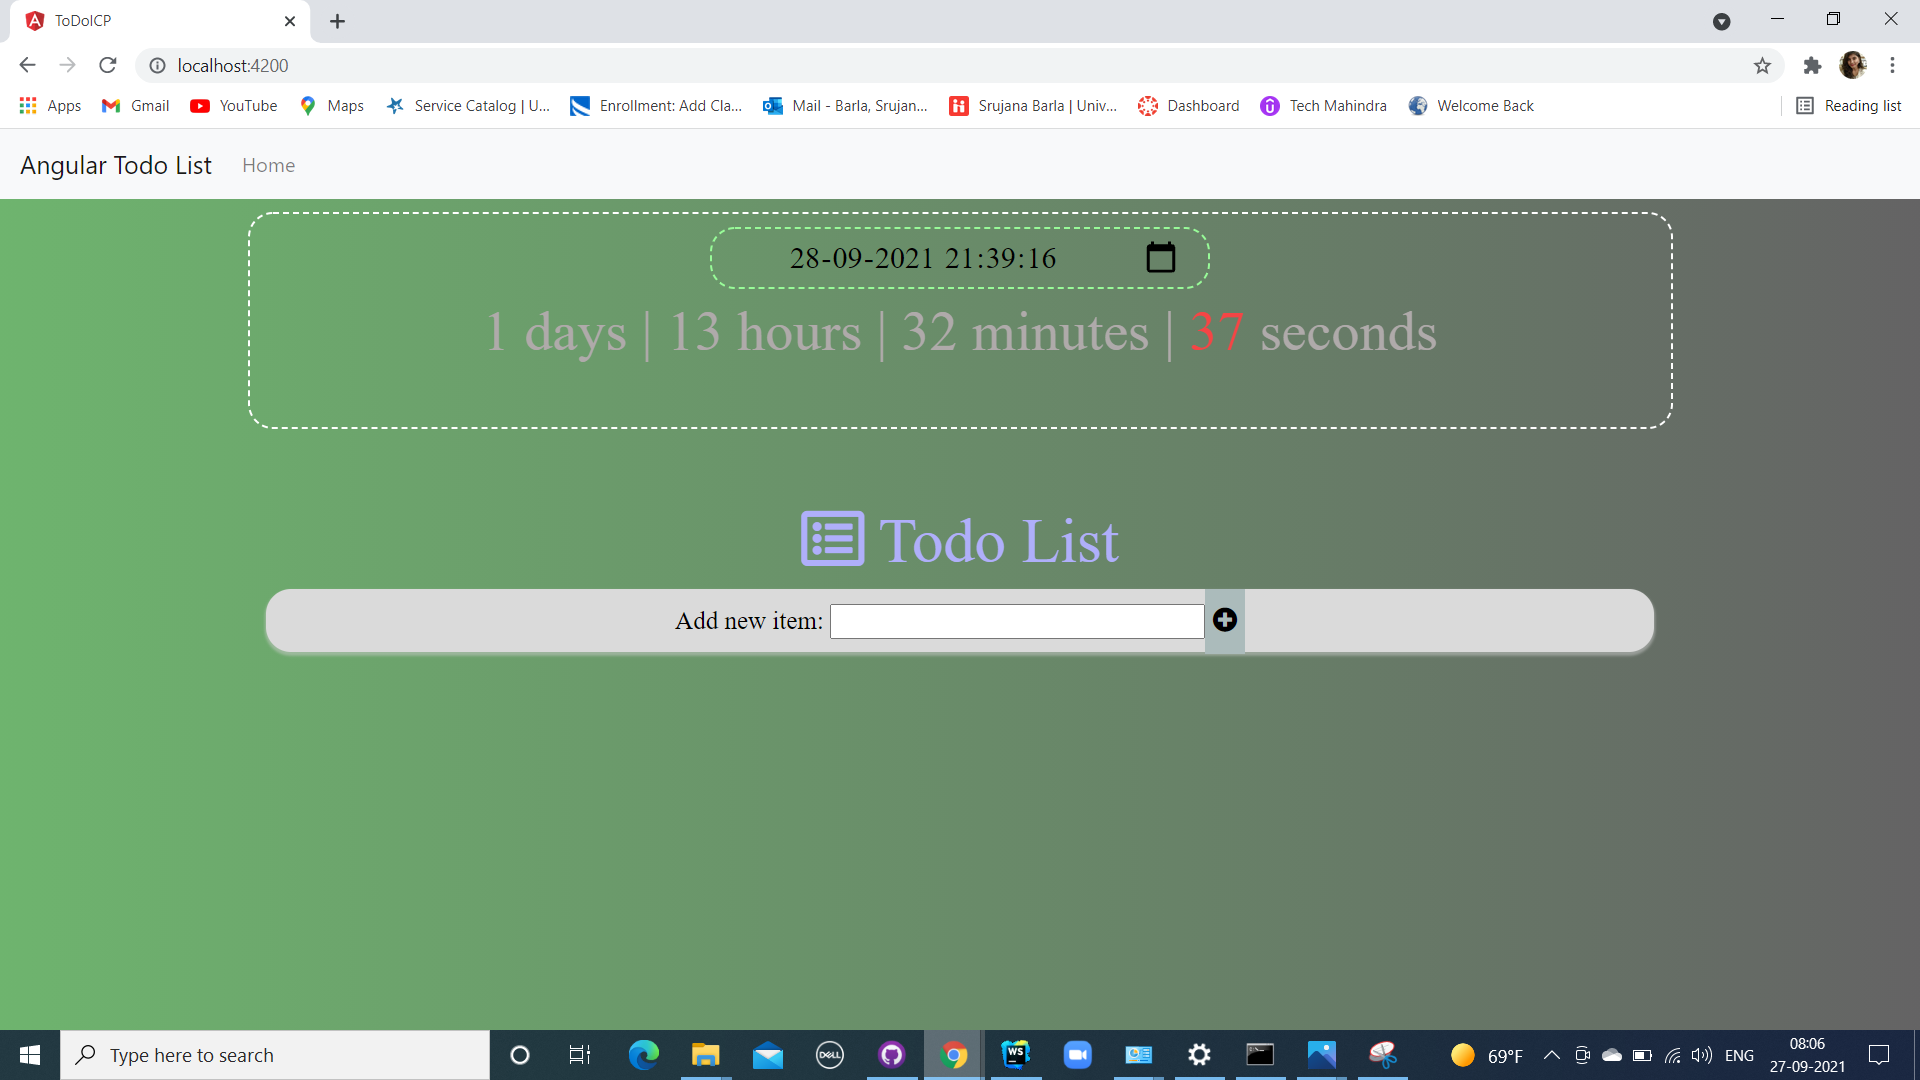 ToDoICP
localhost:4200
Apps Gmail YouTube Maps Service Catalog | U... Enrollment: Add Cla... Mail - Barla, Srujan... Srujana Barla | Univ... Dashboard Tech Mahindra Welcome Back Reading list
Angular Todo List Home
28-09-2021 21:39:16
1 days | 13 hours | 32 minutes | 37 seconds
Todo List
Add new item:
Type here to search
DELL
WS
69°F
ENG
08:06
27-09-2021